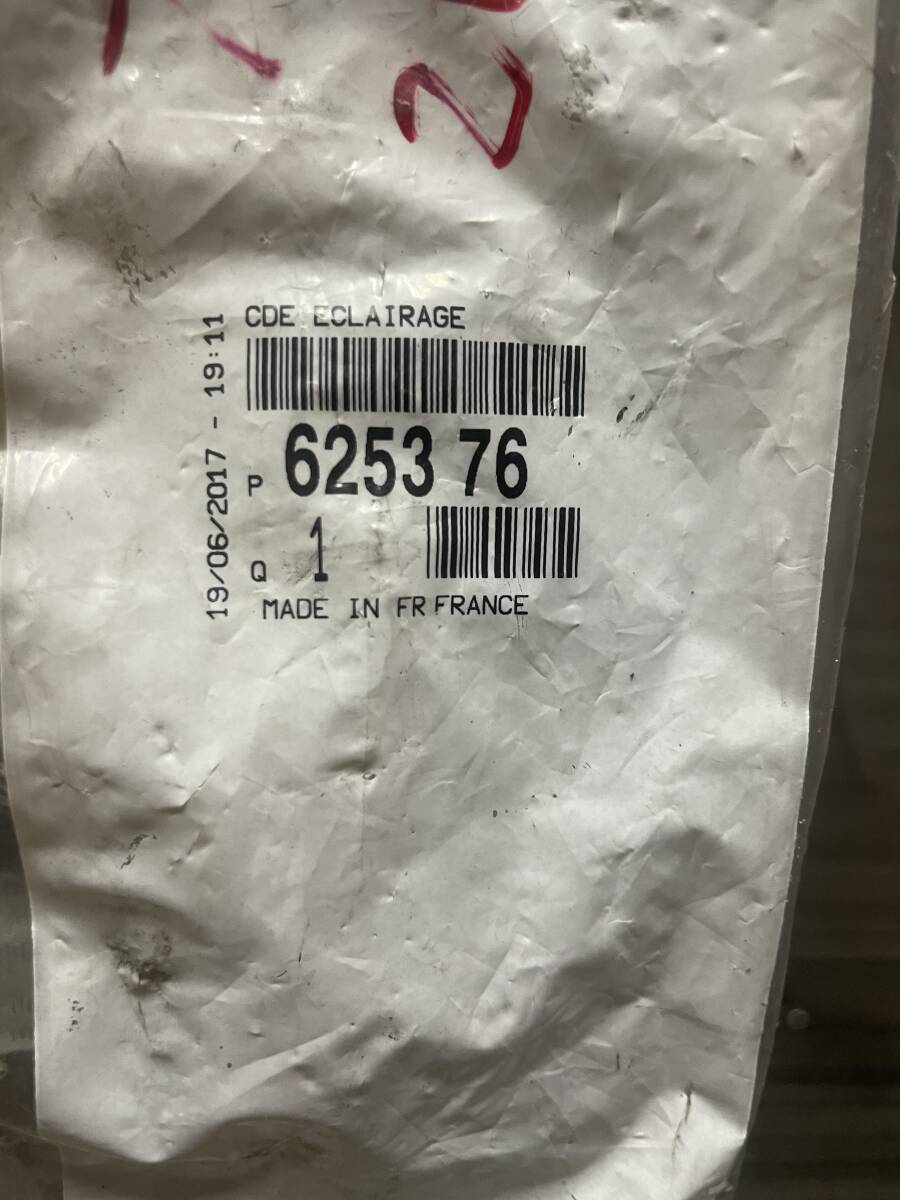 CDE ECLAIRAGE
19/06/2017 - 19:11
P 6253 76
Q 1
MADE IN FR FRANCE